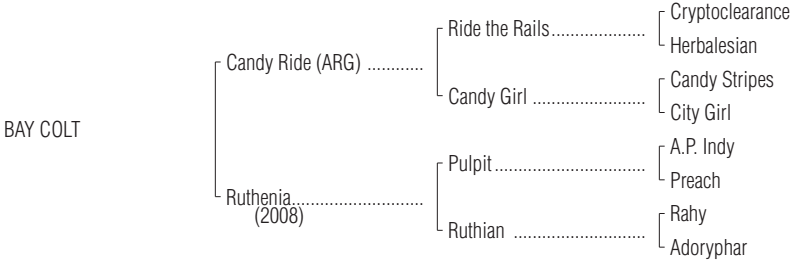 Cryptoclearance
Ride the Rails.....................
Herbalesian
Candy Ride (ARG) ............
Candy Stripes
Candy Girl .........................
City Girl
BAY COLT
A.P. Indy
Pulpit.................................
Preach
Ruthenia.............................
(2008)
Rahy
Ruthian .............................
Adoryphar